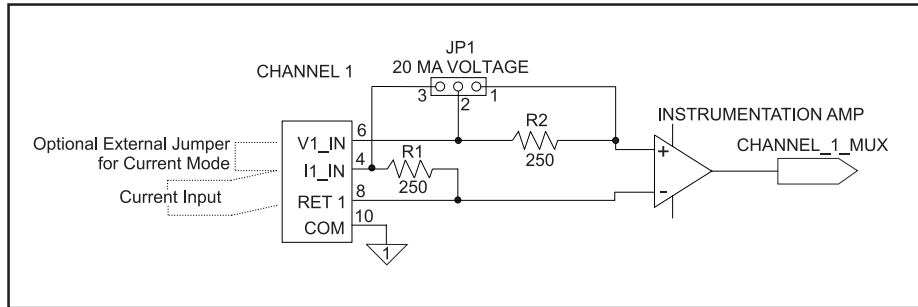 JP1
20 MA VOLTAGE
CHANNEL 1
3
2
1
INSTRUMENTATION AMP
CHANNEL_1_MUX
Optional External Jumper
for Current Mode
Current Input
V1_IN
6
I1_IN
4
RET 1
8
COM
10
R1
250
R2
250
+
-
1